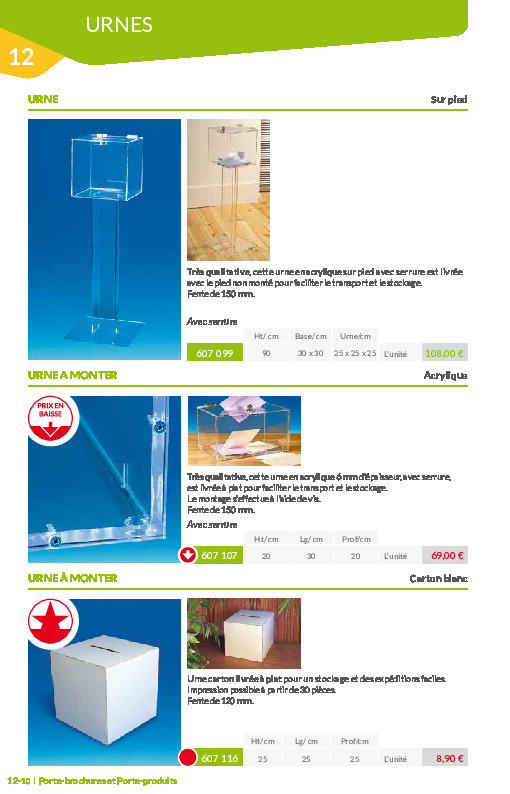 URNES
12
URNE Sur pied
Très qualitative, cette urne en acrylique sur pied avec serrure est livrée
avec le pied non monté pour faciliter le transport et le stockage.
Fente de 150 mm.
Avec serrure
Ht/cm Base/cm Urne/cm
607 099 90 30 x 30 25 x 25 x 25 L'unité 108,00 €
URNE A MONTER Acrylique
PRIX EN
BAISSE
Très qualitative, cette urne en acrylique 6 mm d'épaisseur, avec serrure,
est livrée à plat pour faciliter le transport et le stockage.
Le montage s'effectue à l'aide de vis.
Fente de 150 mm.
Avec serrure
Ht/cm Lg/cm Prof/cm
607 107 20 30 20 L'unité 69,00 €
URNE À MONTER Carton blanc
Urne carton livrée à plat pour un stockage et des expéditions faciles.
Impression possible à partir de 30 pièces.
Fente de 120 mm.
Ht/cm Lg/cm Prof/cm
607 116 25 25 25 L'unité 8,90 €
12-10 | Porte-brochures et Porte-produits